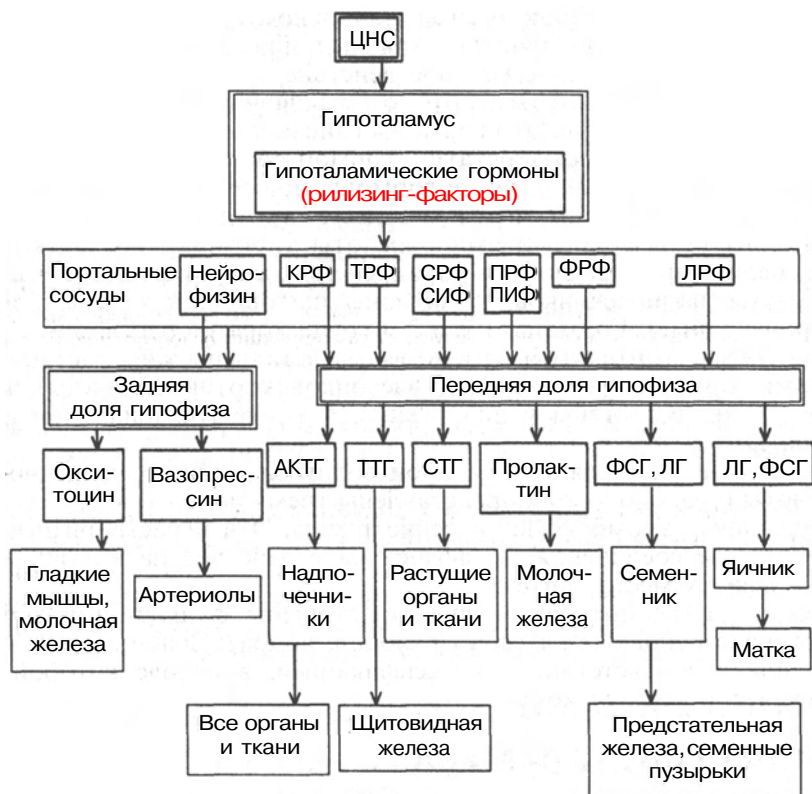 ЦНС
Гипоталамус
Гипоталамические гормоны
(рилизинг-факторы)
Портальные
сосуды
Нейро-
физин
КРФ
ТРФ
СРФ
СИФ
ПРФ
ПИФ
ФРФ
ЛРФ
Задняя
доля гипофиза
Передняя доля гипофиза
Окси-
тоцин
Вазопрес-
син
АКТГ
ТТГ
СТГ
Пролак-
тин
ФСГ, ЛГ
ЛГ, ФСГ
Гладкие
мышцы,
молочная
железа
Артериолы
Надпо-
чечни-
ки
Растущие
органы
и ткани
Молоч-
ная
железа
Семен-
ник
Яичник
Матка
Все органы
и ткани
Щитовидная
железа
Предстательная
железа, семенные
пузырьки